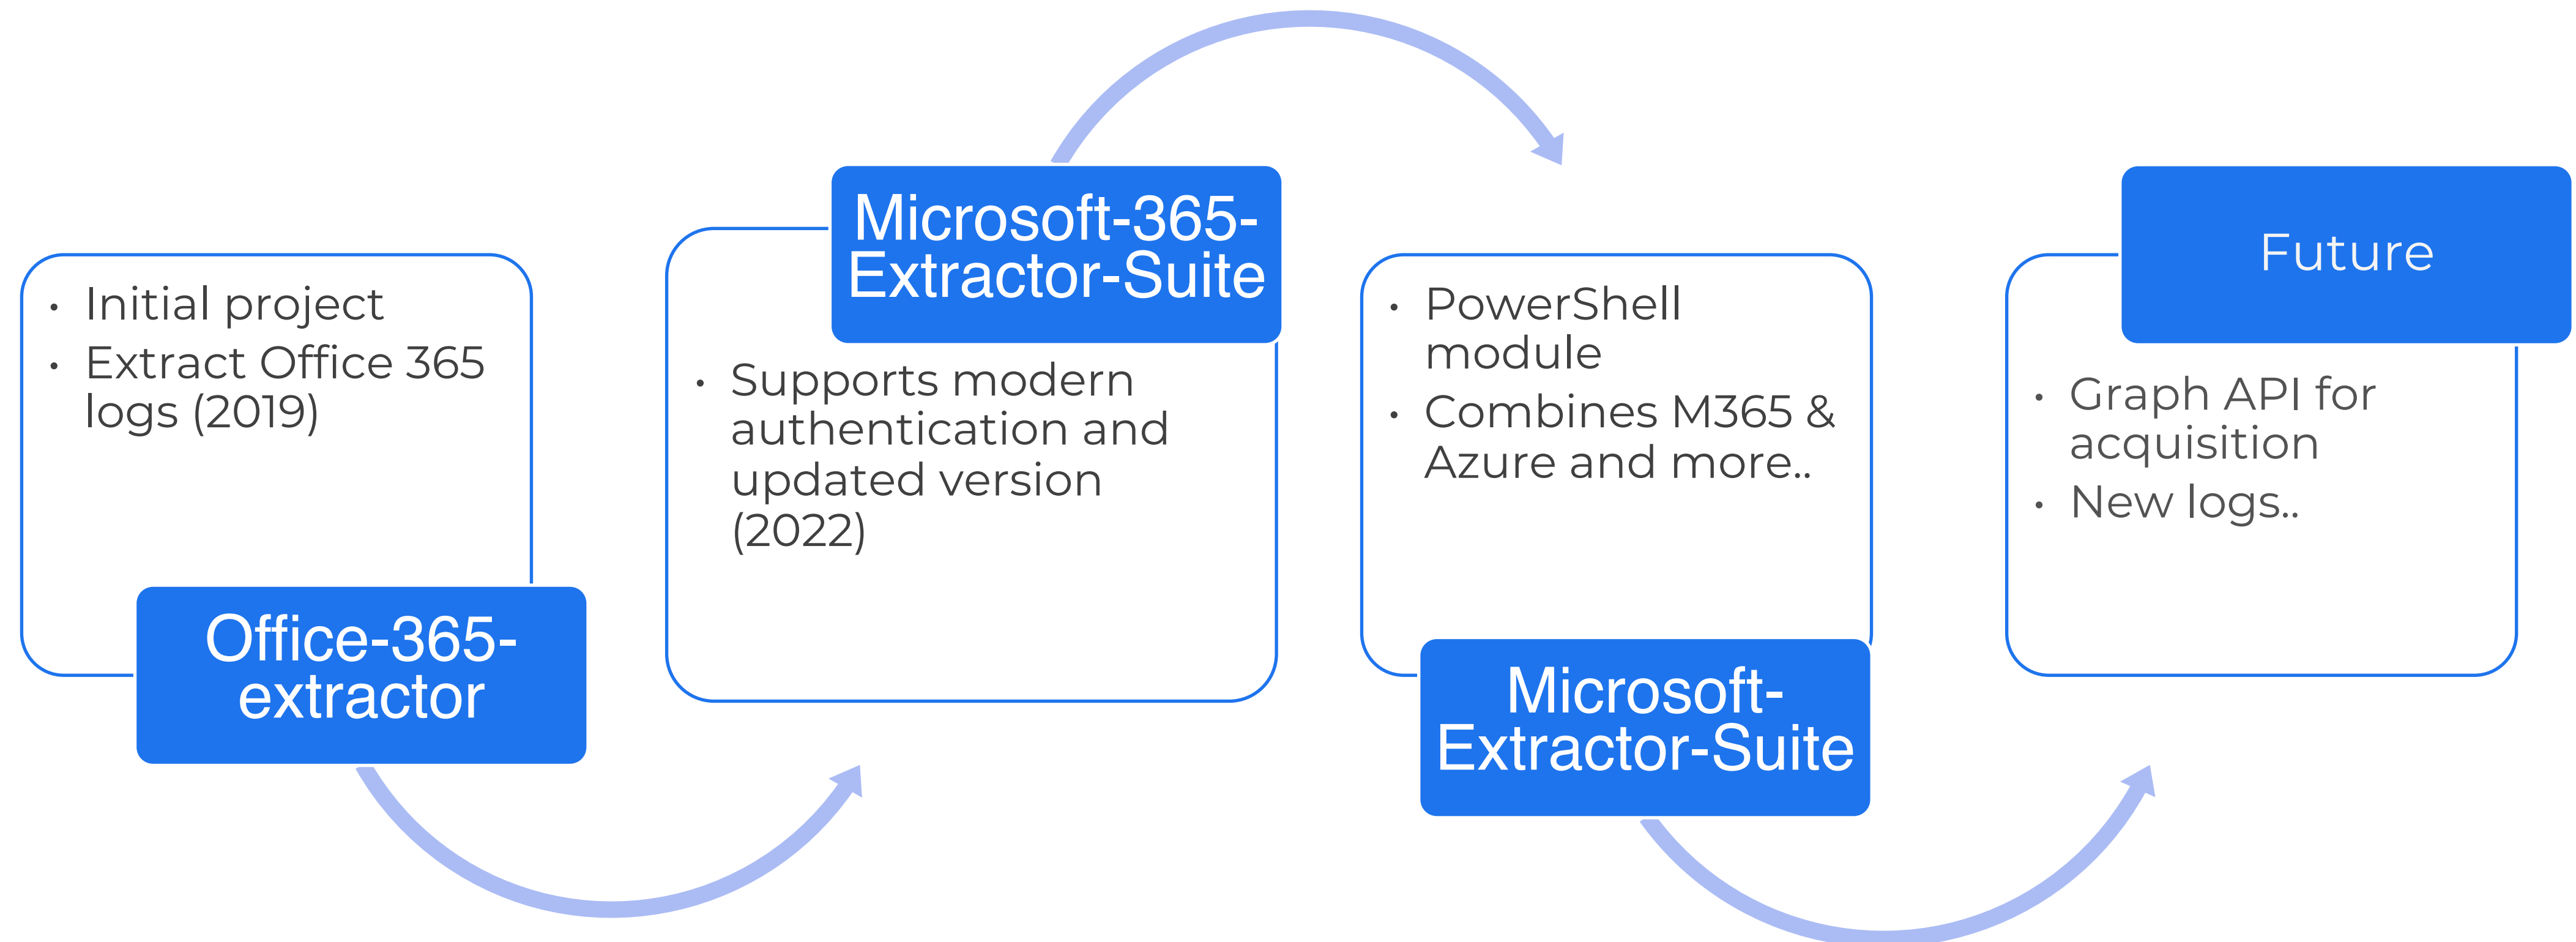 • Initial project
• Extract Office 365
logs (2019)
Office-365-
extractor
Microsoft-365-
Extractor-Suite
• Supports modern
authentication and
updated version
(2022)
• PowerShell
module
• Combines M365 &
Azure and more..
Microsoft-
Extractor-Suite
Future
• Graph API for
acquisition
• New logs..